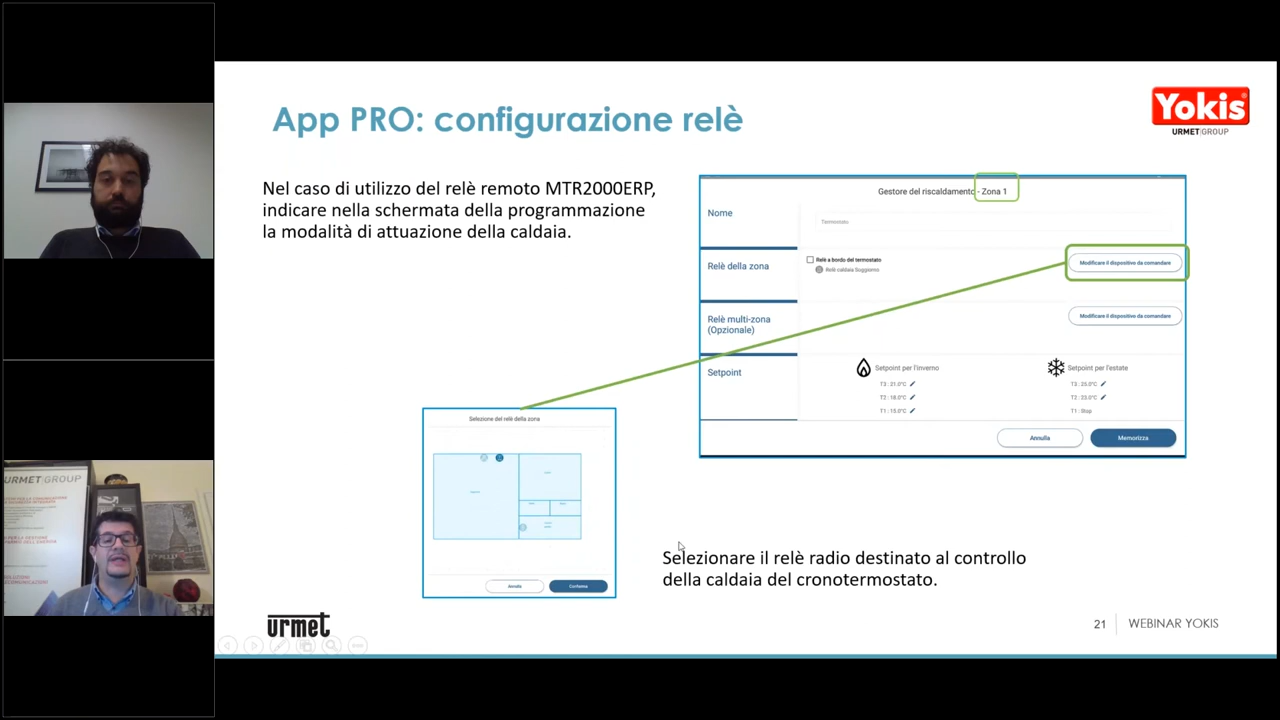 App PRO: configurazione relè
Yokis
URMET GROUP
Nel caso di utilizzo del relè remoto MTR2000ERP,
indicare nella schermata della programmazione
la modalità di attuazione della caldaia.
Gestore del riscaldamento - Zona 1
Nome
Termostato
Relè della zona
Relè a bordo del termostato
Relè caldaia Soggiorno
Modificare il dispositivo da comandare
Relè multi-zona
(Opzionale)
Modificare il dispositivo da comandare
Setpoint
Setpoint per l'inverno
T3 : 21.0°C
T2 : 18.0°C
T1 : 15.0°C
Setpoint per l'estate
T3 : 25.0°C
T2 : 23.0°C
T1 : Stop
Annulla
Memorizza
Selezione del relè della zona
Annulla
Conferma
Selezionare il relè radio destinato al controllo
della caldaia del cronotermostato.
urmet
21
WEBINAR YOKIS
URMET GROUP